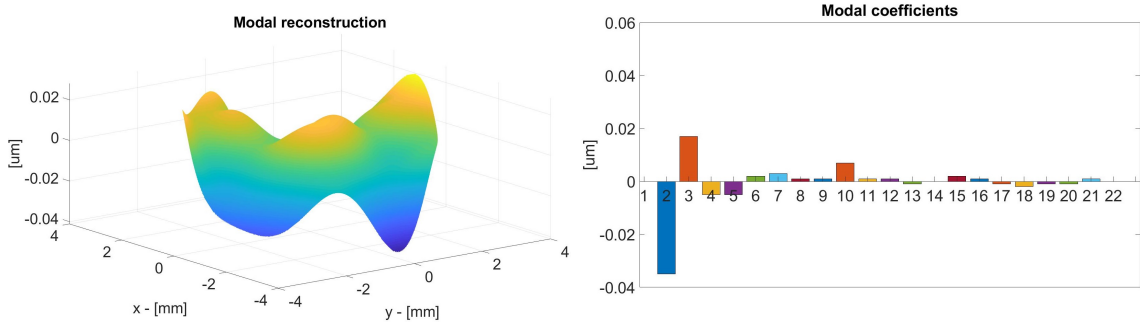 Modal reconstruction
[um]
0.02
0
-0.02
-0.04
4
2
0
-2
-4
x - [mm]
-4
-2
0
2
4
y - [mm]
Modal coefficients
[um]
0.06
0.04
0.02
0
-0.02
-0.04
1 2 3 4 5 6 7 8 9 10 11 12 13 14 15 16 17 18 19 20 21 22